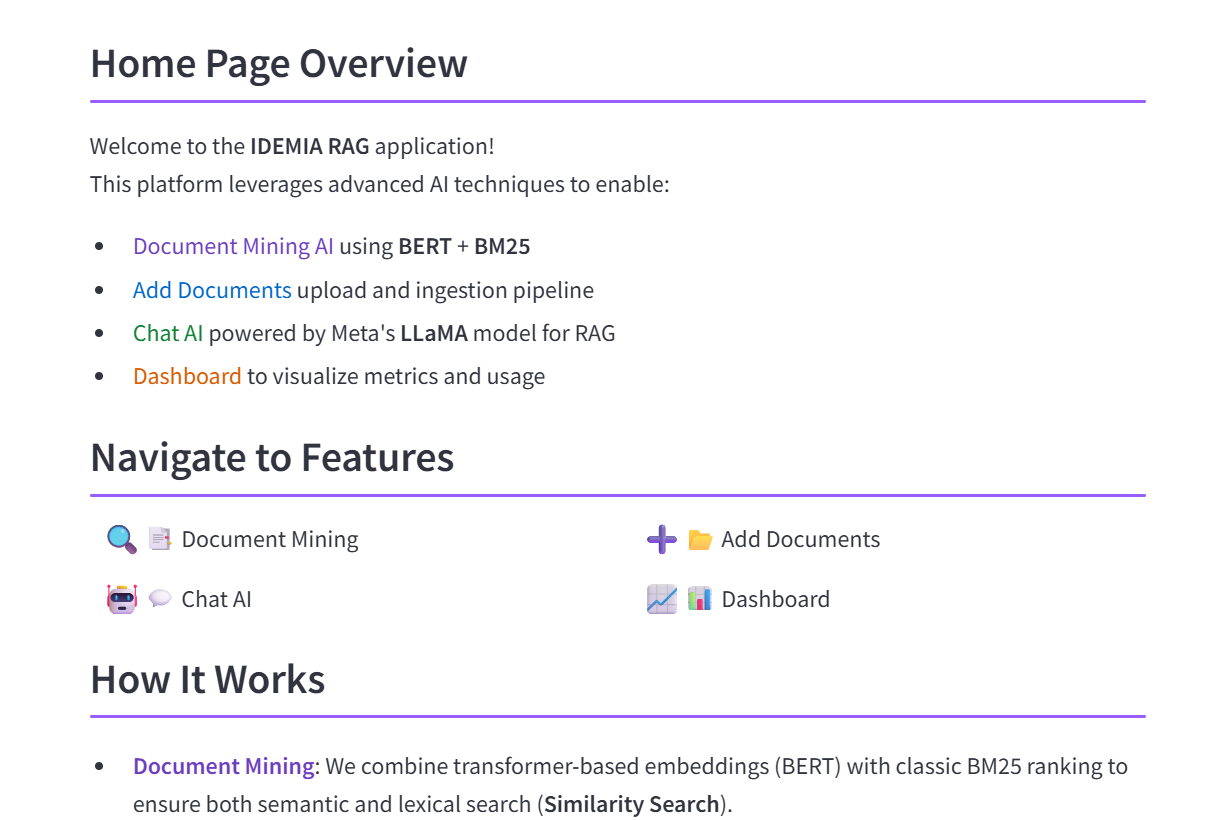 Home Page Overview
Welcome to the IDEMIA RAG application!
This platform leverages advanced AI techniques to enable:
Document Mining AI using BERT + BM25
Add Documents upload and ingestion pipeline
Chat AI powered by Meta's LLaMA model for RAG
Dashboard to visualize metrics and usage
Navigate to Features
Document Mining
Add Documents
Chat AI
Dashboard
How It Works
Document Mining: We combine transformer-based embeddings (BERT) with classic BM25 ranking to
ensure both semantic and lexical search (Similarity Search).